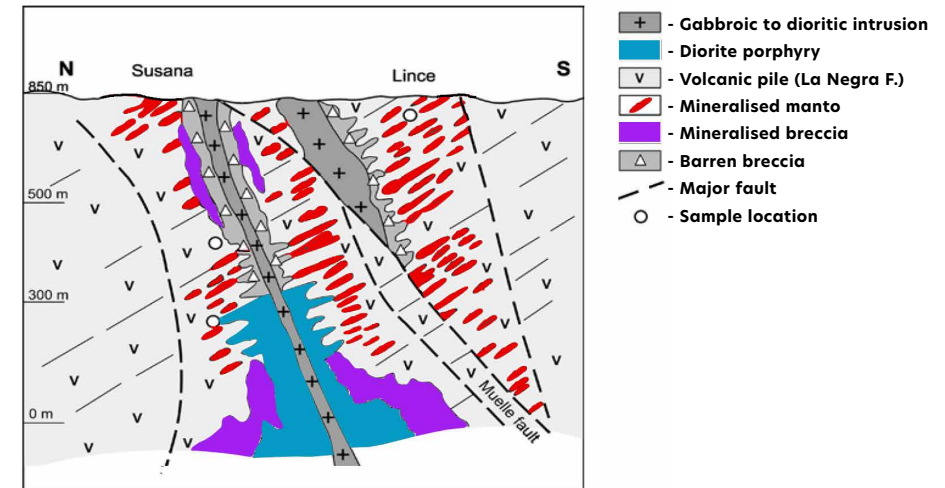 N
Susana
Lince
S
850 m
500 m
300 m
0 m
Muelle fault
- Gabbroic to dioritic intrusion
- Diorite porphyry
v - Volcanic pile (La Negra F.)
- Mineralised manto
- Mineralised breccia
- Barren breccia
- Major fault
- Sample location